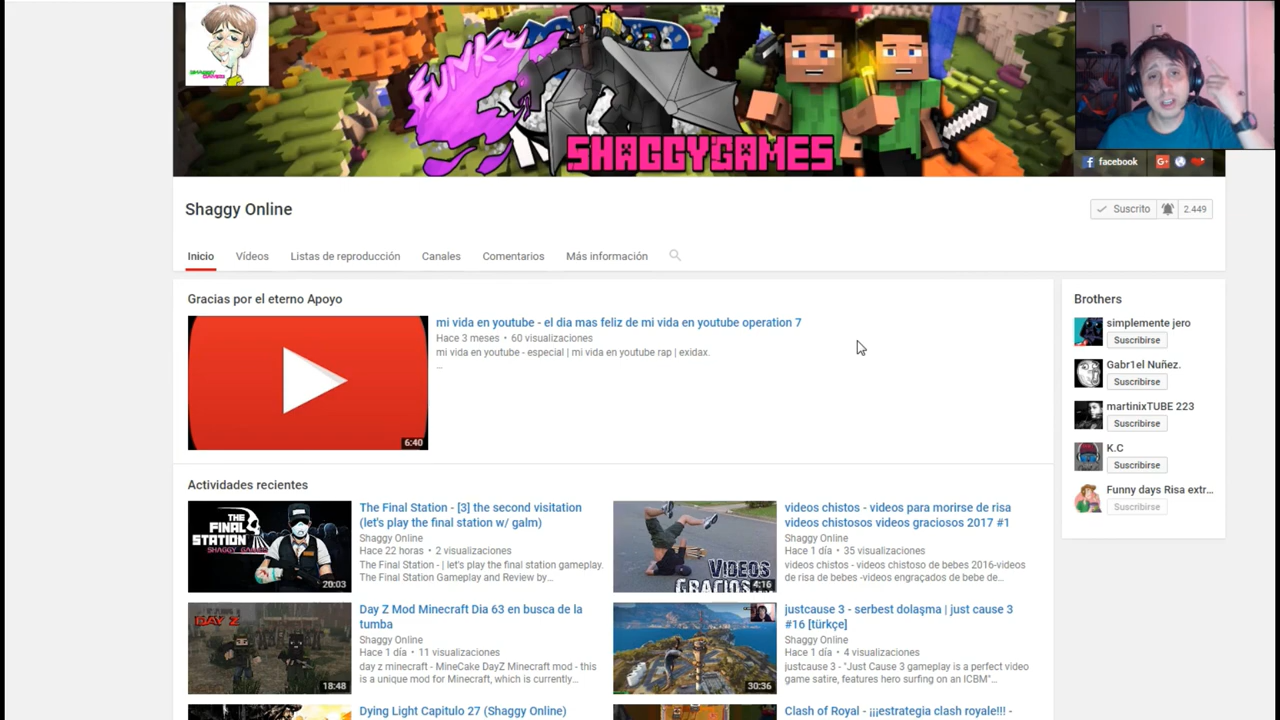 SHAGGY GAMES
SHAGGYGAMES
facebook
Shaggy Online
Suscrito
2.449
Inicio
Vídeos
Listas de reproducción
Canales
Comentarios
Más información
Gracias por el eterno Apoyo
mi vida en youtube - el dia mas feliz de mi vida en youtube operation 7
Hace 3 meses • 60 visualizaciones
mi vida en youtube - especial | mi vida en youtube rap | exidax.
...
6:40
Brothers
simplemente jero
Suscribirse
Gabr1el Nuñez.
Suscribirse
martinixTUBE 223
Suscribirse
K.C
Suscribirse
Funny days Risa extr...
Suscribirse
Actividades recientes
THE FINAL STATION
SHAGGY GAMES
20:03
The Final Station - [3] the second visitation
(let's play the final station w/ galm)
Shaggy Online
Hace 22 horas • 2 visualizaciones
The Final Station - | let's play the final station gameplay.
The Final Station Gameplay and Review by...
VIDEOS
GRACIOSOS
4:16
videos chistos - videos para morirse de risa
videos chistosos videos graciosos 2017 #1
Shaggy Online
Hace 1 día • 35 visualizaciones
videos chistos - videos chistoso de bebes 2016-videos
de risa de bebes -videos engraçados de bebe de...
DAY Z
18:48
Day Z Mod Minecraft Dia 63 en busca de la
tumba
Shaggy Online
Hace 1 día • 11 visualizaciones
day z minecraft - MineCake DayZ Minecraft mod - this
is a unique mod for Minecraft, which is currently...
30:36
justcause 3 - serbest dolaşma | just cause 3
#16 [türkçe]
Shaggy Online
Hace 1 día • 4 visualizaciones
justcause 3 - "Just Cause 3 gameplay is a perfect video
game satire, features hero surfing on an ICBM"...
Dying Light Capitulo 27 (Shaggy Online)
Clash of Royal - ¡¡¡estrategia clash royale!!! -